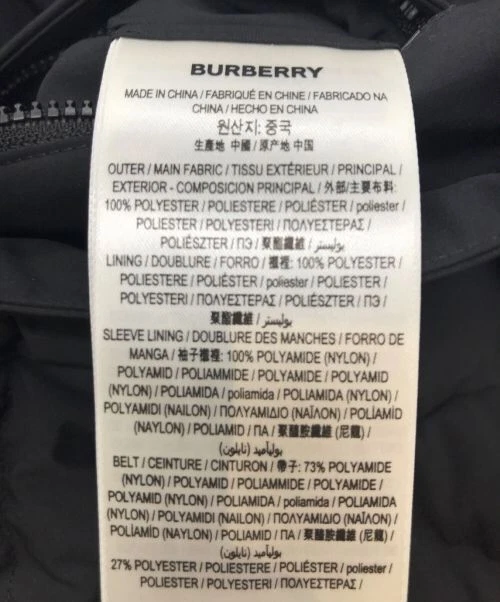 BURBERRY
MADE IN CHINA / FABRIQUÉ EN CHINE / FABRICADO NA
CHINA / HECHO EN CHINA
원산지: 중국
生產地 中國 / 原产地 中国
OUTER / MAIN FABRIC / TISSU EXTÉRIEUR / PRINCIPAL /
EXTERIOR - COMPOSICION PRINCIPAL / 外部/主要布料:
100% POLYESTER / POLIESTERE / POLIÉSTER / poliester /
POLIESTER / POLYESTERI / ΠΟΛΥΕΣΤΕΡΑΣ /
POLIÉSZTER / ПЭ / 聚酯纖維 / بوليستر
LINING / DOUBLURE / FORRO / 襯裡: 100% POLYESTER /
POLIESTERE / POLIÉSTER / poliester / POLIESTER /
POLYESTERI / ΠΟΛΥΕΣΤΕΡΑΣ / POLIÉSZTER / ПЭ /
聚酯纖維 / بوليستر
SLEEVE LINING / DOUBLURE DES MANCHES / FORRO DE
MANGA / 袖子襯裡: 100% POLYAMIDE (NYLON) /
POLYAMID / POLIAMMIDE / POLYAMIDE / POLYAMID
(NYLON) / POLIAMIDA / poliamida / POLIAMIDA (NYLON) /
POLYAMIDI (NAILON) / ΠΟΛΥΑΜΙΔΙΟ (ΝΑΪΛΟΝ) / POLÍAMÍD
(NAYLON) / POLIAMID / ПА / 聚醯胺纖維 (尼龍) /
بولياميد (نايلون)
BELT / CEINTURE / CINTURON / 帶子: 73% POLYAMIDE
(NYLON) / POLYAMID / POLIAMMIDE / POLYAMIDE /
POLYAMID (NYLON) / POLIAMIDA / poliamida / POLIAMIDA
(NYLON) / POLYAMIDI (NAILON) / ΠΟΛΥΑΜΙΔΙΟ (ΝΑΪΛΟΝ) /
POLÍAMÍD (NAYLON) / POLIAMID / ПА / 聚醯胺纖維 (尼龍) /
بولياميد (نايلون)
27% POLYESTER / POLIESTERE / POLIÉSTER / poliester /
POLIESTER / POLYESTERI / ΠΟΛΥΕΣΤΕΡΑΣ /